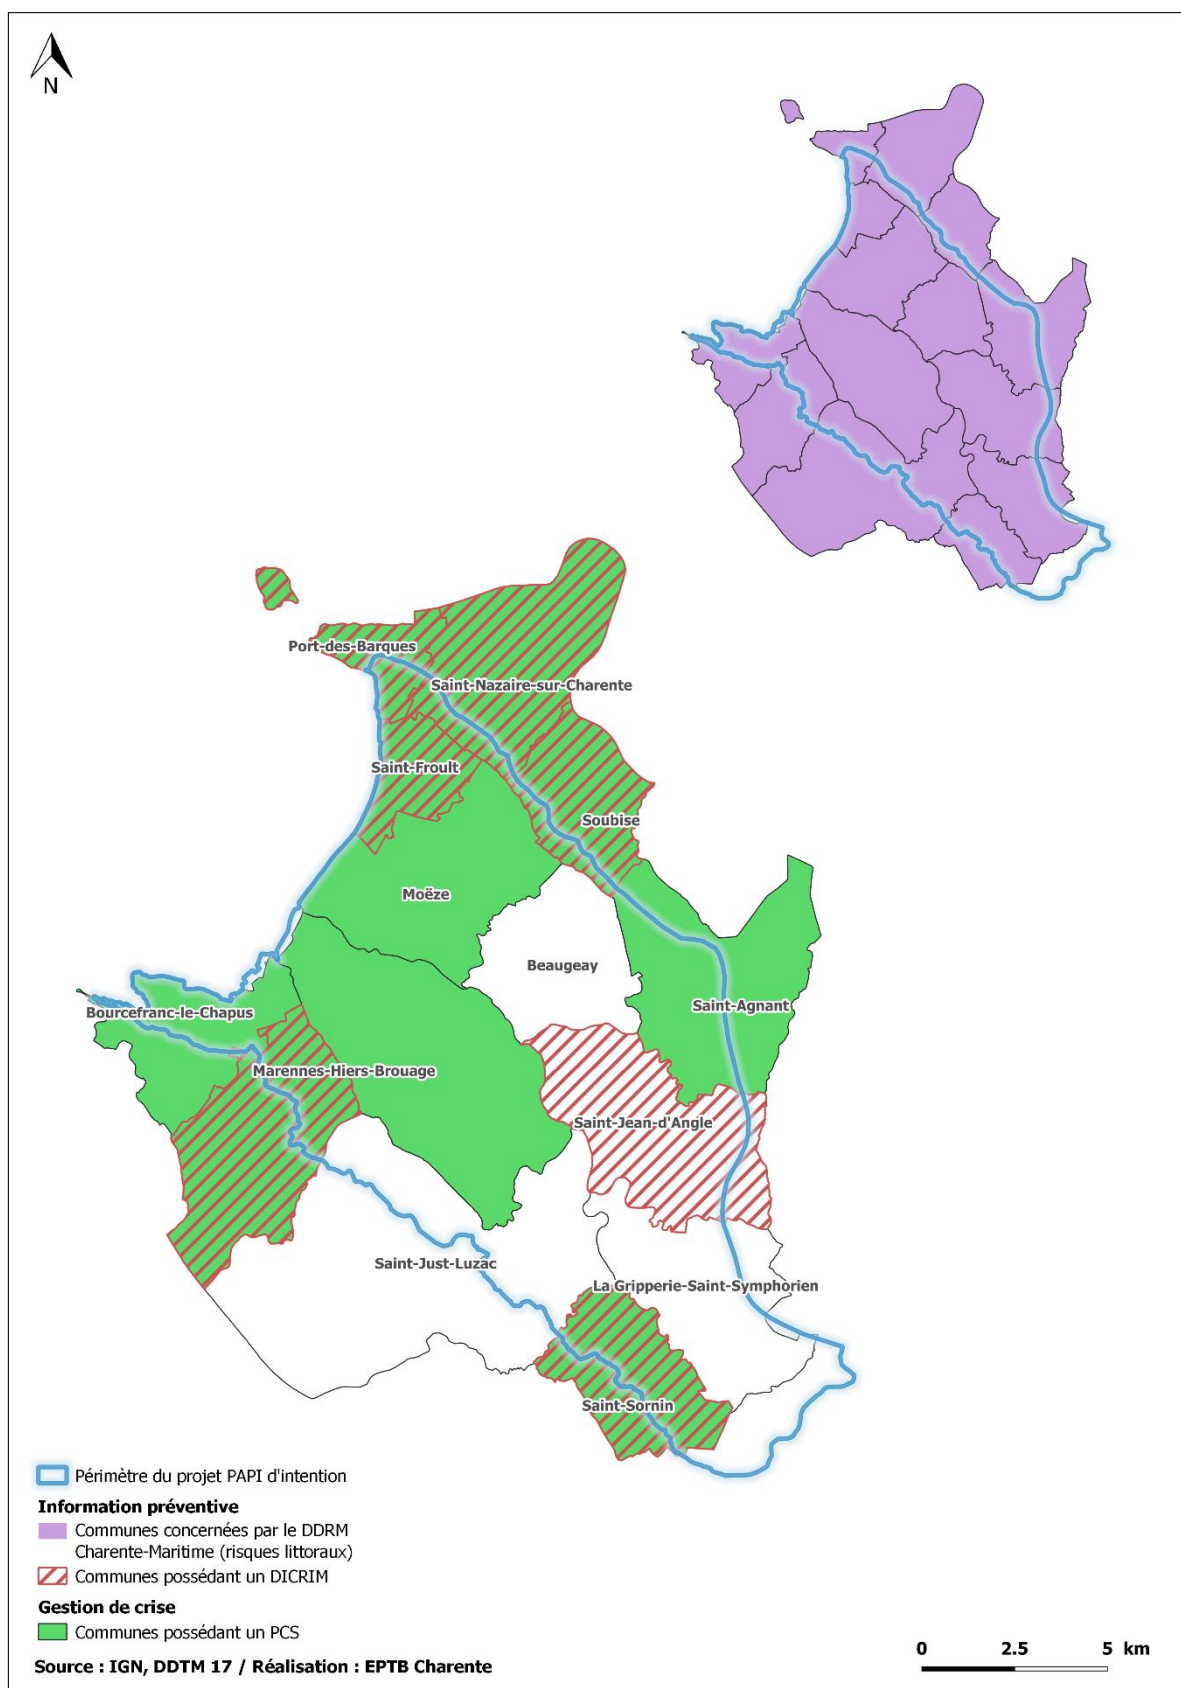 N
Port-des-Barques
Saint-Nazaire-sur-Charente
Saint-Froult
Soubise
Moëze
Beaugeay
Saint-Agnant
Bourcefranc-le-Chapus
Marennes-Hiers-Brouage
Saint-Jean-d'Angle
Saint-Just-Luzac
La Gripperie-Saint-Symphorien
Saint-Sornin
Périmètre du projet PAPI d'intention
Information préventive
Communes concernées par le DDRM
Charente-Maritime (risques littoraux)
Communes possédant un DICRIM
Gestion de crise
Communes possédant un PCS
Source : IGN, DDTM 17 / Réalisation : EPTB Charente
0 2.5 5 km